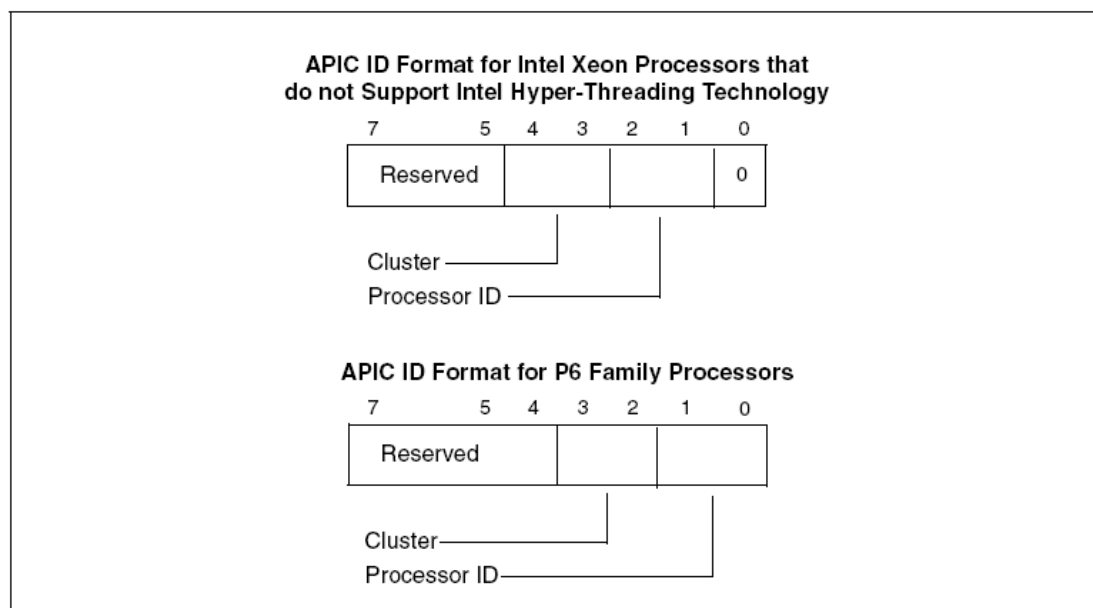 APIC ID Format for Intel Xeon Processors that
do not Support Intel Hyper-Threading Technology
7 5 4 3 2 1 0
Reserved 0
Cluster
Processor ID
APIC ID Format for P6 Family Processors
7 5 4 3 2 1 0
Reserved
Cluster
Processor ID